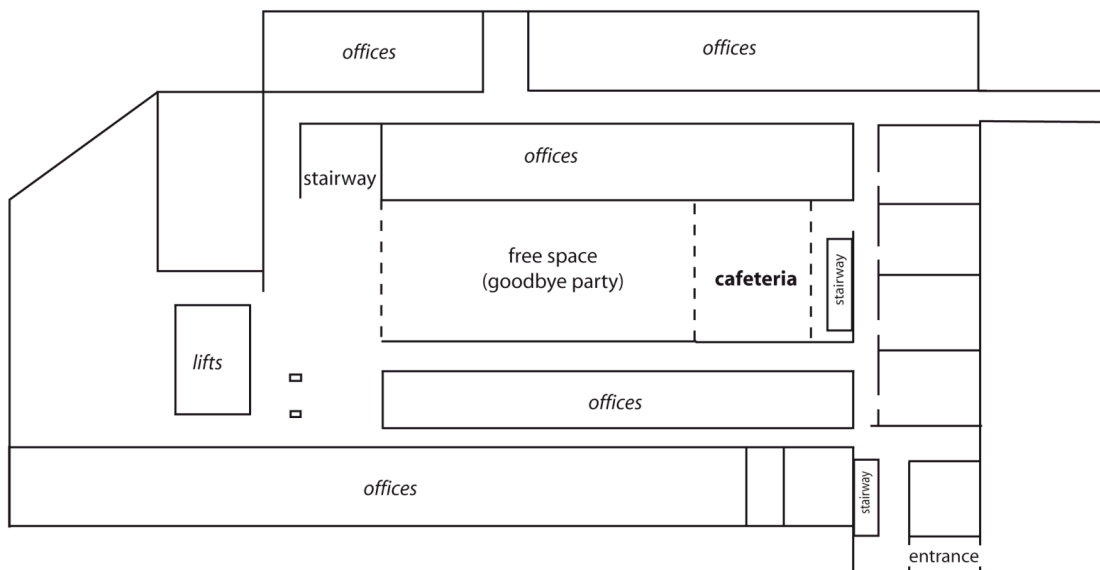 offices
offices
offices
stairway
free space
(goodbye party)
cafeteria
stairway
lifts
offices
offices
stairway
entrance